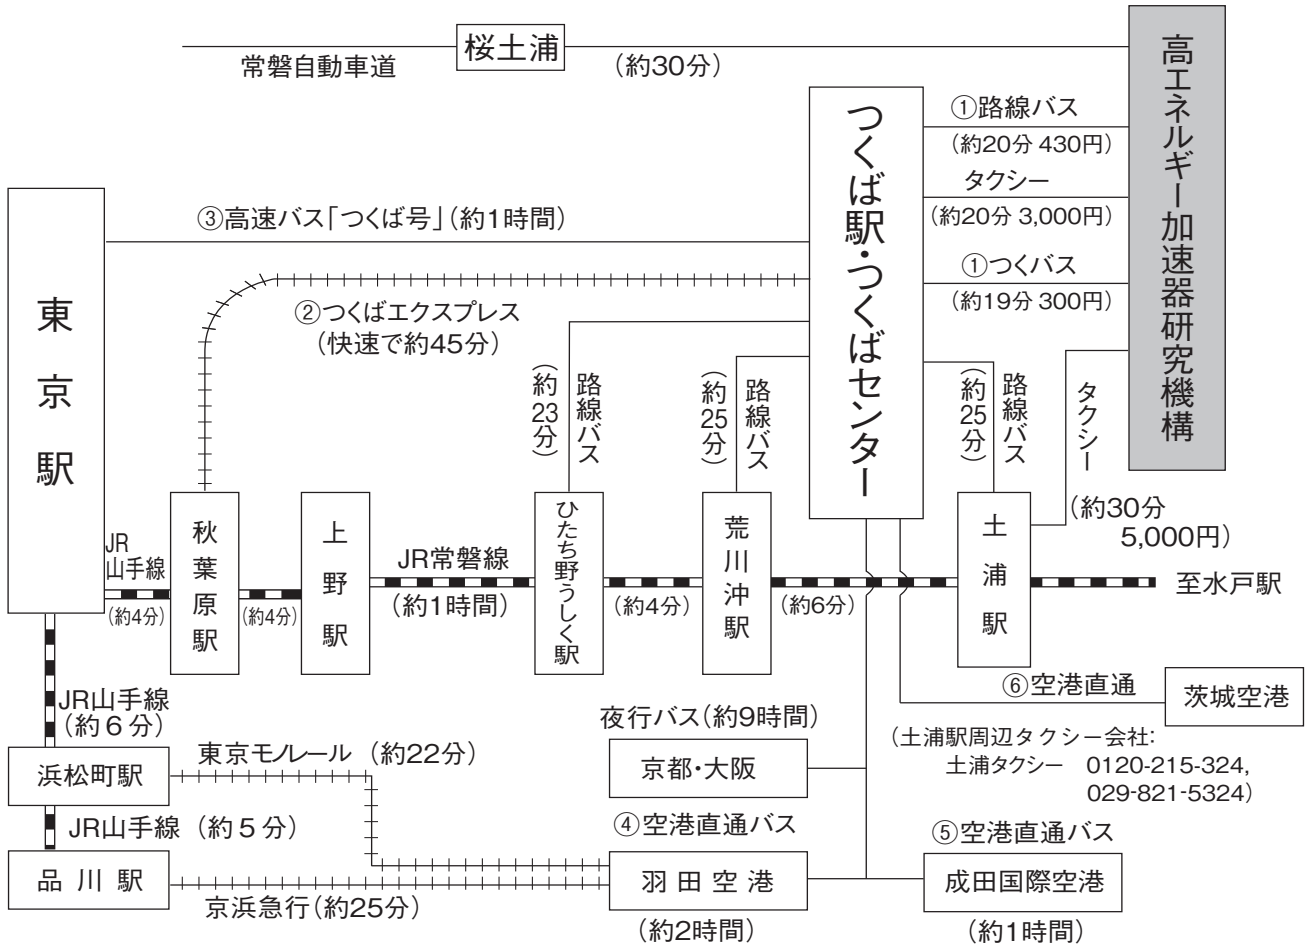 桜土浦
常磐自動車道
(約30分)
高エネルギー加速器研究機構
つくば駅・つくばセンター
①路線バス
(約20分 430円)
タクシー
(約20分 3,000円)
①つくバス
(約19分 300円)
東京駅
③高速バス「つくば号」(約1時間)
②つくばエクスプレス
(快速で約45分)
路線バス
(約23分)
路線バス
(約25分)
路線バス
(約25分)
タクシー
(約30分
5,000円)
JR
山手線
(約4分)
秋葉原駅
(約4分)
上野駅
JR常磐線
(約1時間)
ひたち野うしく駅
(約4分)
荒川沖駅
(約6分)
土浦駅
至水戸駅
JR山手線
(約6分)
⑥空港直通
茨城空港
夜行バス(約9時間)
京都・大阪
(土浦駅周辺タクシー会社:
土浦タクシー 0120-215-324,
029-821-5324)
浜松町駅
東京モノレール (約22分)
JR山手線 (約5分)
④空港直通バス
⑤空港直通バス
品川駅
京浜急行(約25分)
羽田空港
(約2時間)
成田国際空港
(約1時間)